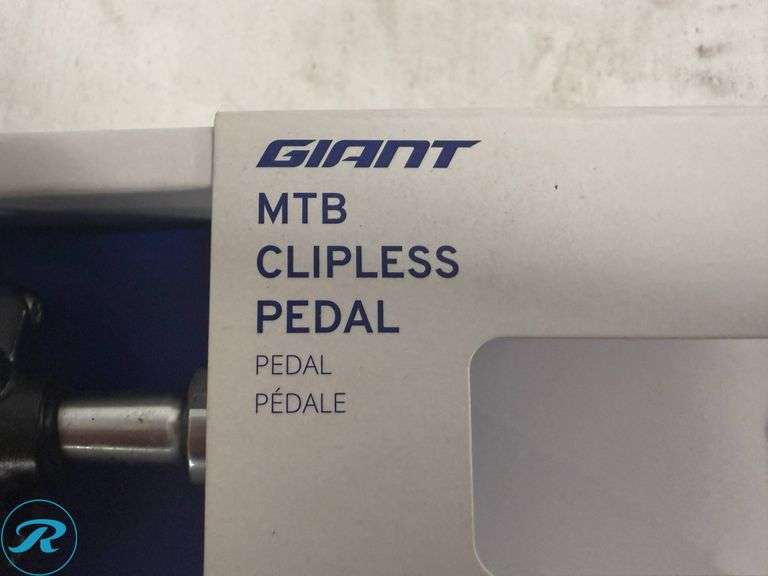 GIANT
MTB
CLIPLESS
PEDAL
PEDAL
PÉDALE
R